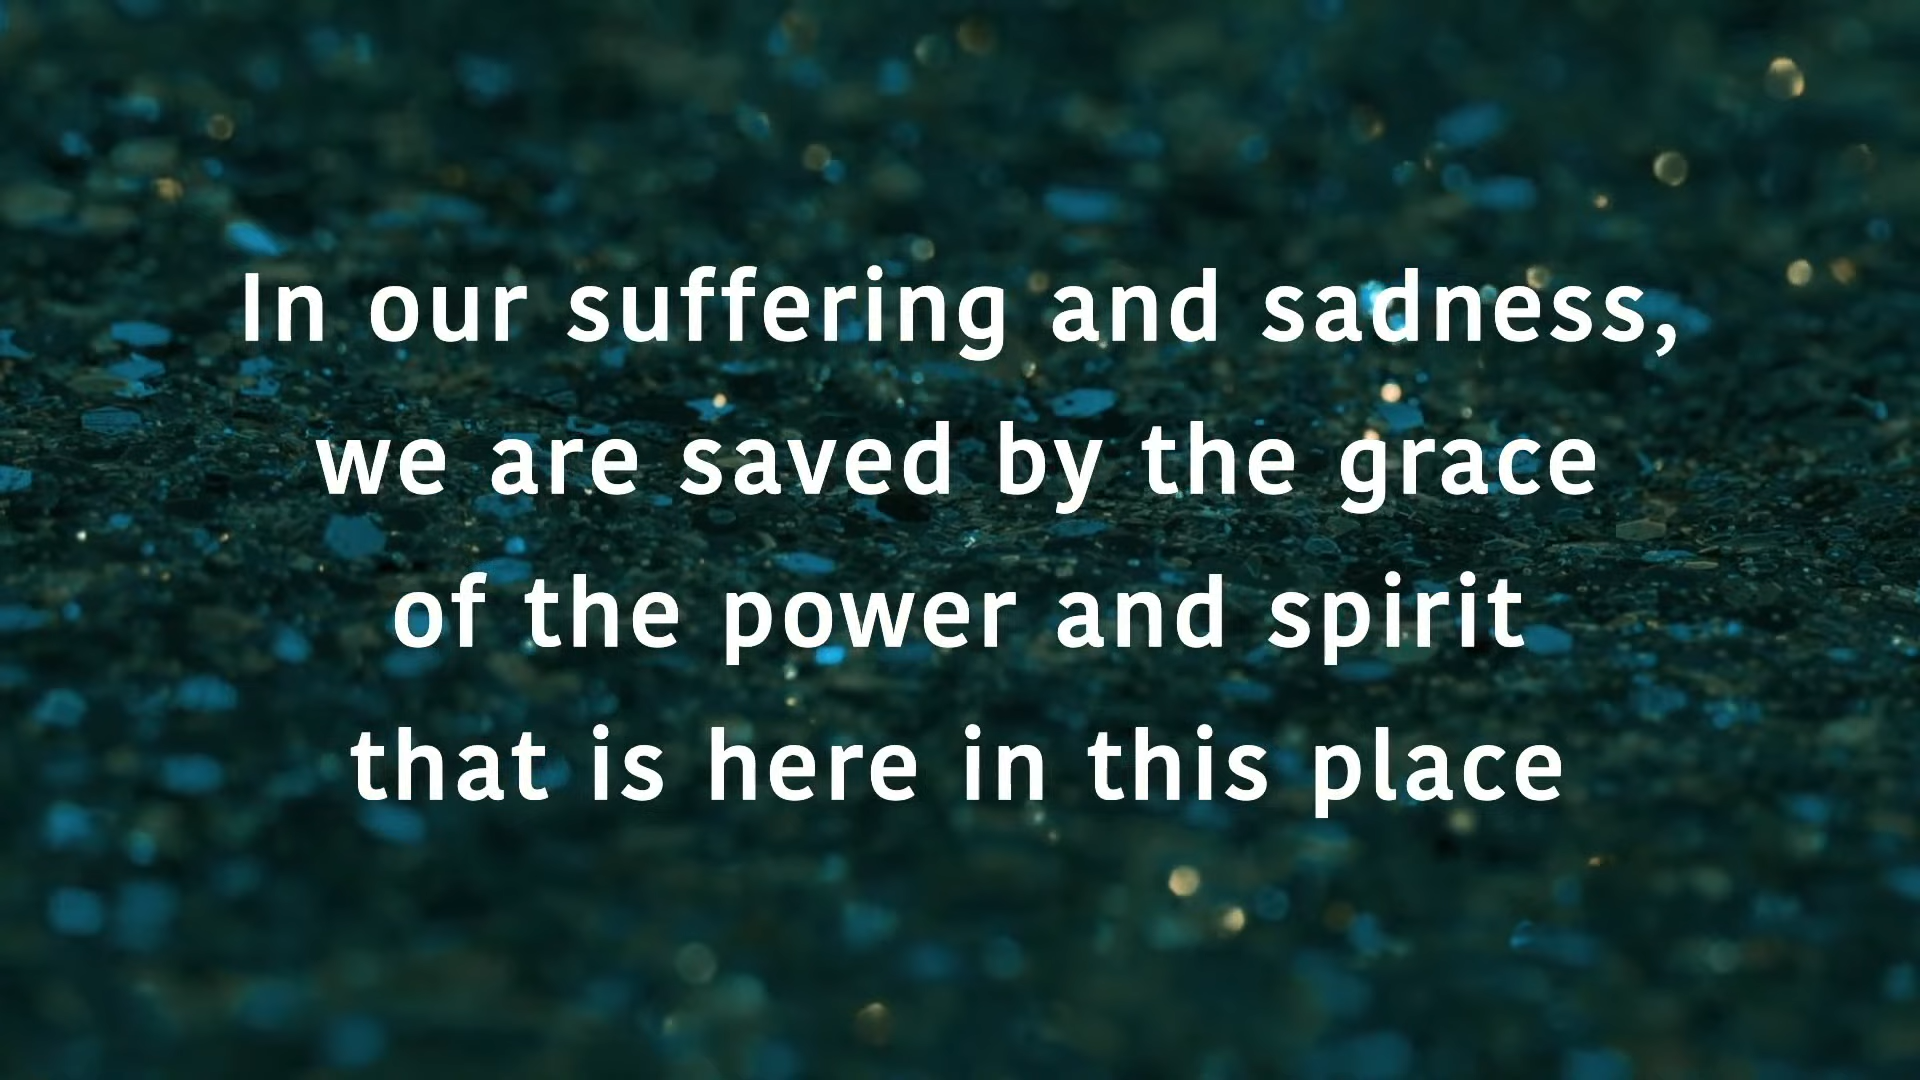 In our suffering and sadness,
we are saved by the grace
of the power and spirit
that is here in this place